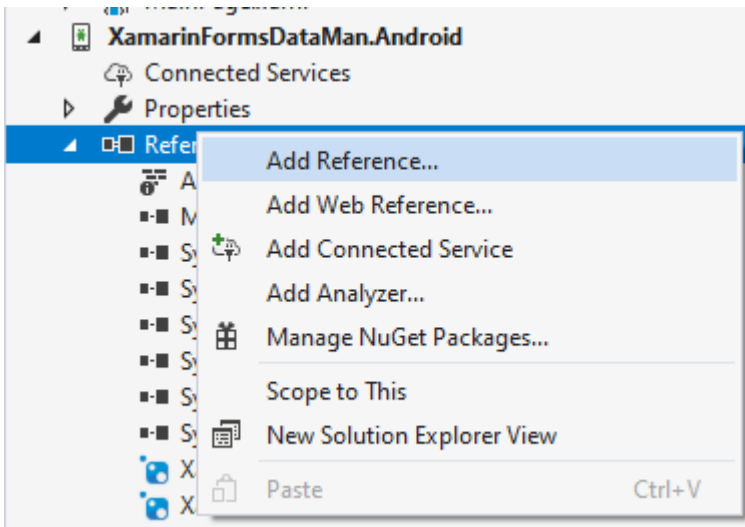 XamarinFormsDataMan.Android
Connected Services
Properties
Add Reference...
Add Web Reference...
Add Connected Service
Add Analyzer...
Manage NuGet Packages...
Scope to This
New Solution Explorer View
Paste Ctrl+V